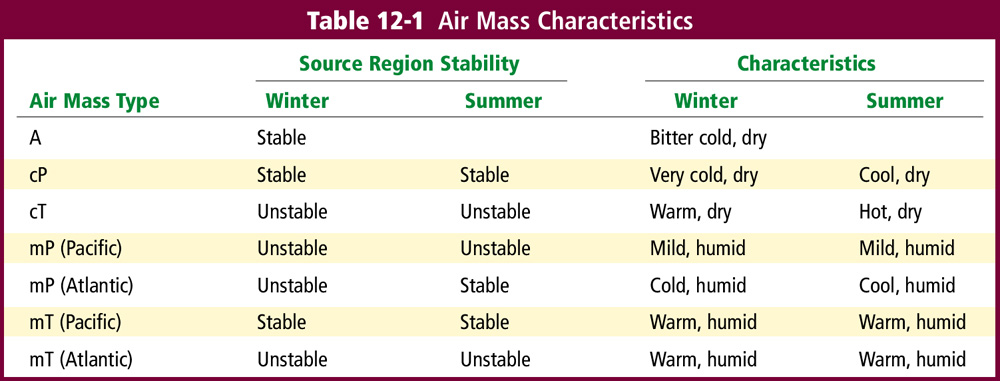 Table 12-1 Air Mass Characteristics
Source Region Stability Characteristics
Air Mass Type Winter Summer Winter Summer
A Stable Bitter cold, dry
cP Stable Stable Very cold, dry Cool, dry
cT Unstable Unstable Warm, dry Hot, dry
mP (Pacific) Unstable Unstable Mild, humid Mild, humid
mP (Atlantic) Unstable Stable Cold, humid Cool, humid
mT (Pacific) Stable Stable Warm, humid Warm, humid
mT (Atlantic) Unstable Unstable Warm, humid Warm, humid